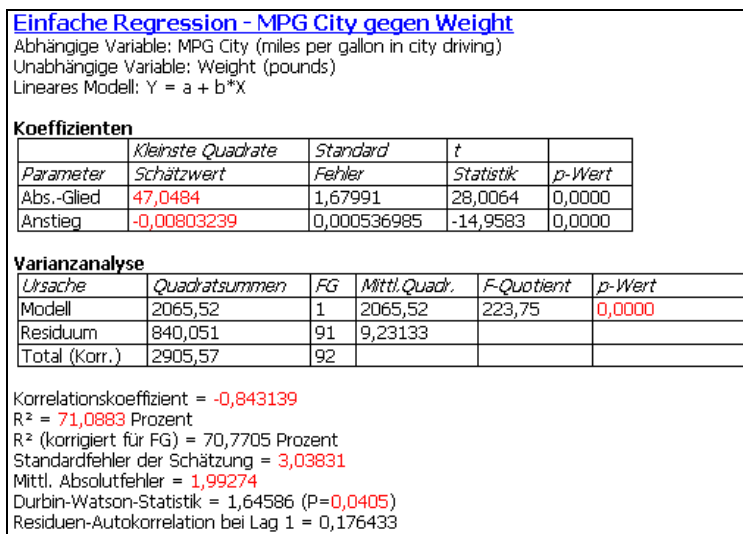 Einfache Regression - MPG City gegen Weight
Abhängige Variable: MPG City (miles per gallon in city driving)
Unabhängige Variable: Weight (pounds)
Lineares Modell: Y = a + b*X
Koeffizienten
Kleinste Quadrate Standard t
Parameter Schätzwert Fehler Statistik p-Wert
Abs.-Glied 47,0484 1,67991 28,0064 0,0000
Anstieg -0,00803239 0,000536985 -14,9583 0,0000
Varianzanalyse
Ursache Quadratsummen FG Mittl.Quadr. F-Quotient p-Wert
Modell 2065,52 1 2065,52 223,75 0,0000
Residuum 840,051 91 9,23133
Total (Korr.) 2905,57 92
Korrelationskoeffizient = -0,843139
R² = 71,0883 Prozent
R² (korrigiert für FG) = 70,7705 Prozent
Standardfehler der Schätzung = 3,03831
Mittl. Absolutfehler = 1,99274
Durbin-Watson-Statistik = 1,64586 (P=0,0405)
Residuen-Autokorrelation bei Lag 1 = 0,176433